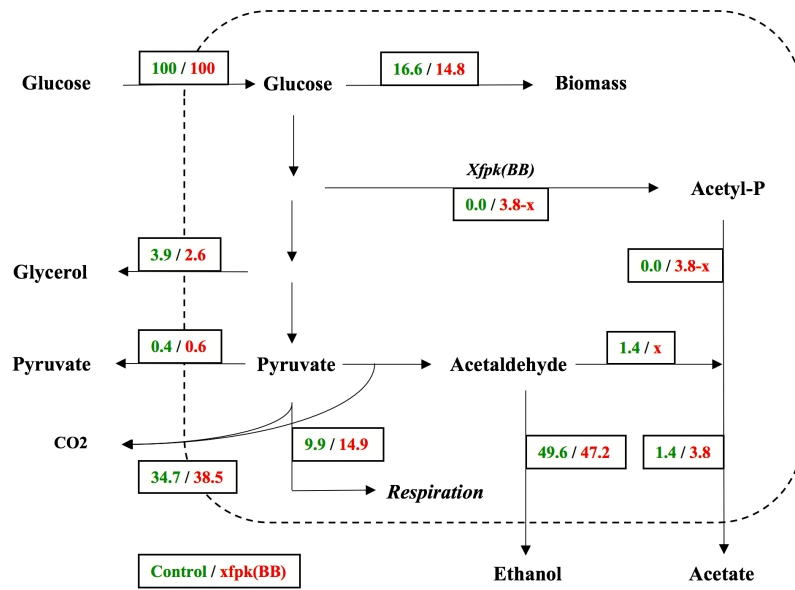 100 / 100
16.6 / 14.8
Glucose
Glucose
Biomass
Xfpk(BB)
Acetyl-P
0.0 / 3.8-x
3.9 / 2.6
0.0 / 3.8-x
Glycerol
0.4 / 0.6
1.4 / x
Pyruvate
Pyruvate
Acetaldehyde
CO2
9.9 / 14.9
49.6 / 47.2
1.4 / 3.8
34.7 / 38.5
Respiration
Control / xfpk(BB)
Ethanol
Acetate